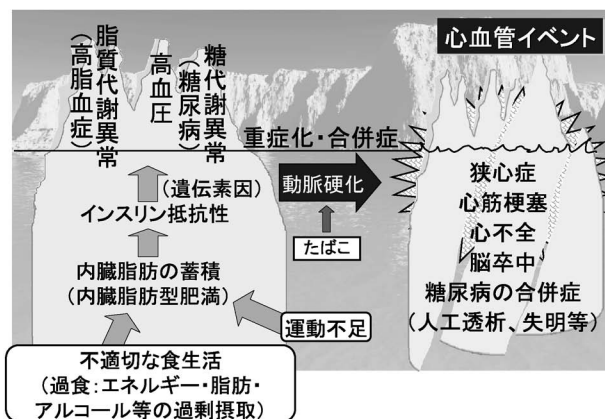 脂質代謝異常
(高脂血症)
高血圧
糖代謝異常
(糖尿病)
心血管イベント
重症化・合併症
(遺伝素因)
インスリン抵抗性
動脈硬化
たばこ
内臓脂肪の蓄積
(内臓脂肪型肥満)
運動不足
不適切な食生活
(過食:エネルギー・脂肪・
アルコール等の過剰摂取)
狭心症
心筋梗塞
心不全
脳卒中
糖尿病の合併症
(人工透析、失明等)